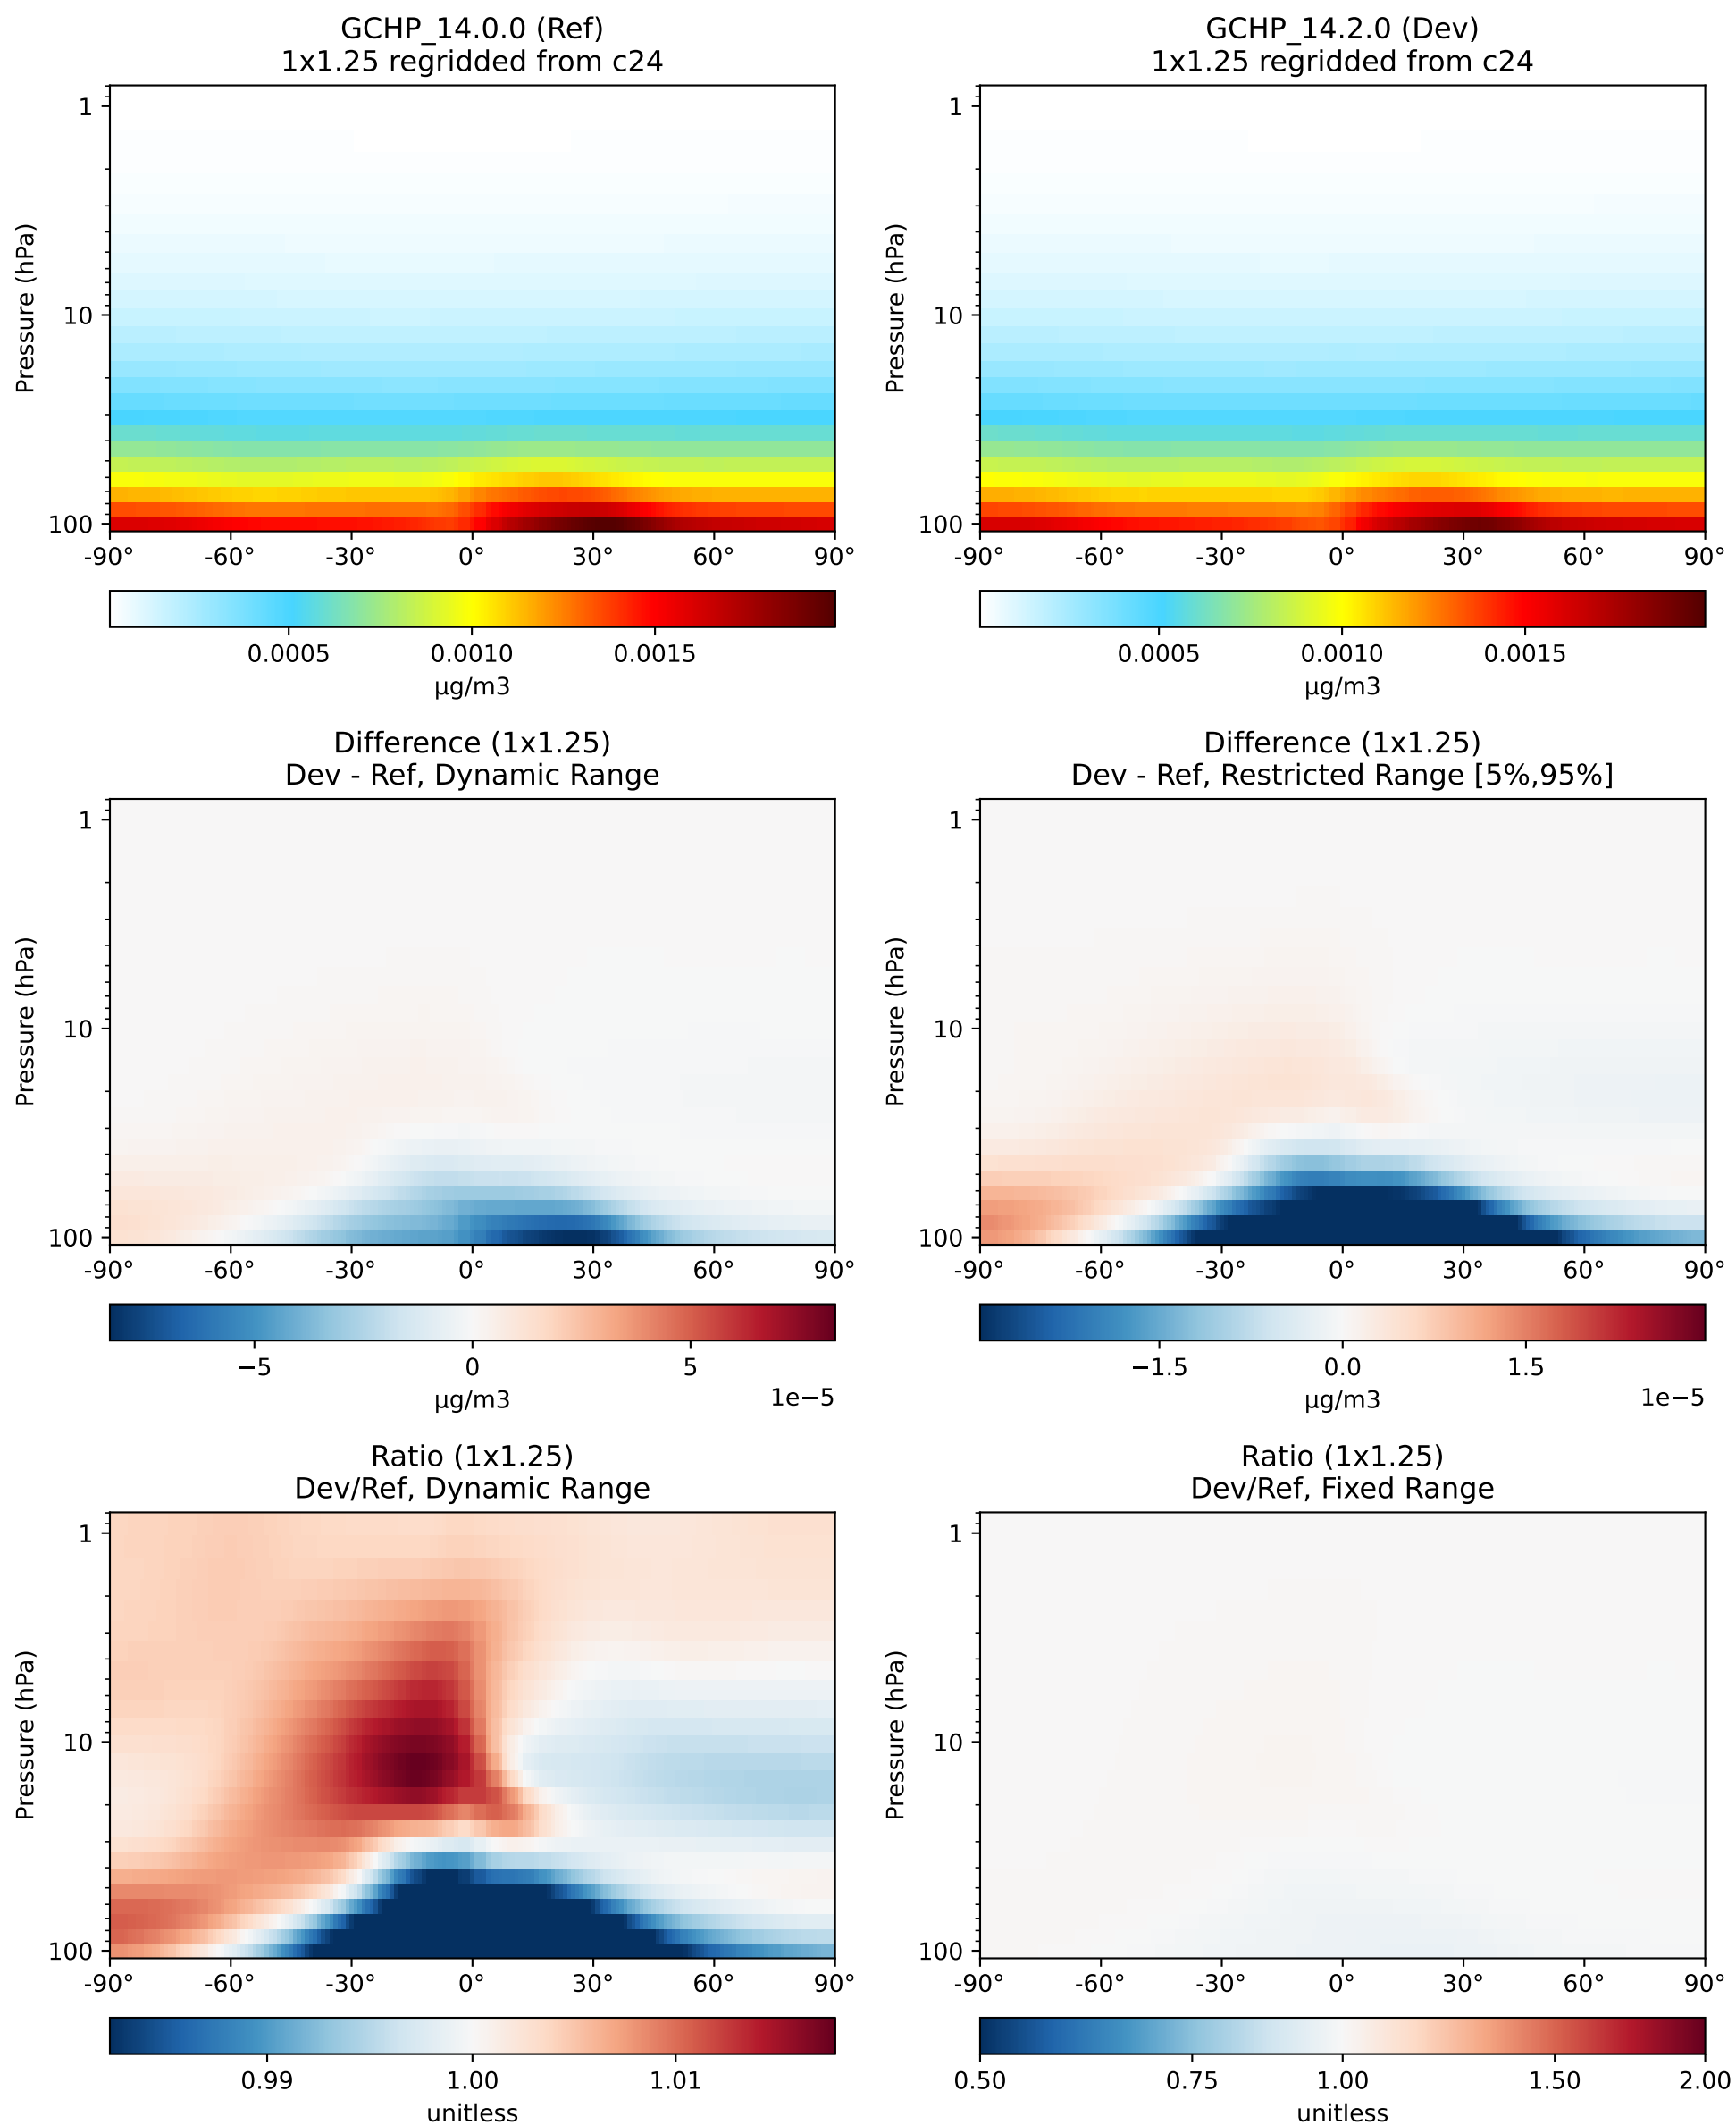 GCHP_14.0.0 (Ref)
1x1.25 regridded from c24
Pressure (hPa)
1
10
100
-90° -60° -30° 0° 30° 60° 90°
0.0005 0.0010 0.0015
µg/m3
GCHP_14.2.0 (Dev)
1x1.25 regridded from c24
Pressure (hPa)
1
10
100
-90° -60° -30° 0° 30° 60° 90°
0.0005 0.0010 0.0015
µg/m3
Difference (1x1.25)
Dev - Ref, Dynamic Range
Pressure (hPa)
1
10
100
-90° -60° -30° 0° 30° 60° 90°
−5 0 5
µg/m3 1e−5
Difference (1x1.25)
Dev - Ref, Restricted Range [5%,95%]
Pressure (hPa)
1
10
100
-90° -60° -30° 0° 30° 60° 90°
−1.5 0.0 1.5
µg/m3 1e−5
Ratio (1x1.25)
Dev/Ref, Dynamic Range
Pressure (hPa)
1
10
100
-90° -60° -30° 0° 30° 60° 90°
0.99 1.00 1.01
unitless
Ratio (1x1.25)
Dev/Ref, Fixed Range
Pressure (hPa)
1
10
100
-90° -60° -30° 0° 30° 60° 90°
0.50 0.75 1.00 1.50 2.00
unitless